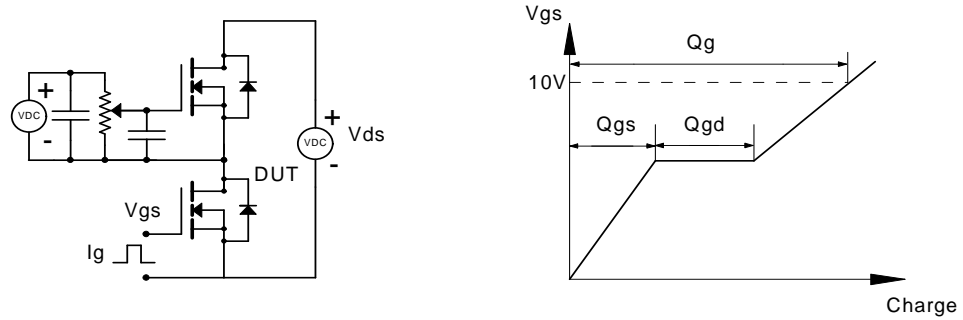 +
VDC
-
+
VDC
-
Vds
DUT
Vgs
Ig
Vgs
Qg
10V
Qgs
Qgd
Charge